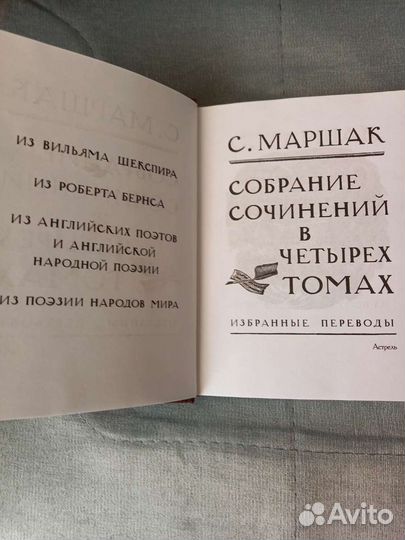 ИЗ ВИЛЬЯМА ШЕКСПИРА
ИЗ РОБЕРТА БЕРНСА
ИЗ АНГЛИЙСКИХ ПОЭТОВ
И АНГЛИЙСКОЙ
НАРОДНОЙ ПОЭЗИИ
ИЗ ПОЭЗИИ НАРОДОВ МИРА
С. МАРШАК
СОБРАНИЕ
СОЧИНЕНИЙ
В
ЧЕТЫРЕХ
ТОМАХ
ИЗБРАННЫЕ ПЕРЕВОДЫ
Астрель
Avito